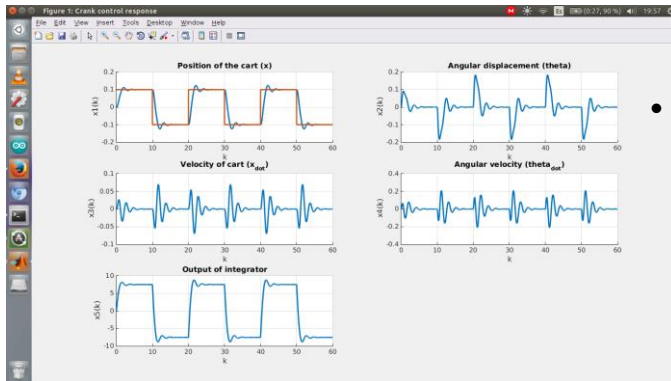 Figure 1: Crank control response
(0:27, 90%) 19:57
File Edit View Insert Tools Desktop Window Help
Position of the cart (x)
Angular displacement (theta)
0.2 0.1 0 -0.1 -0.2
x1(k)
0 10 20 30 40 50 60
k
0.2 0.1 0 -0.1 -0.2
x2(k)
0 10 20 30 40 50 60
k
Velocity of cart (x_dot)
Angular velocity (theta_dot)
0.1 0.05 0 -0.05 -0.1
x3(k)
0 10 20 30 40 50 60
k
0.4 0.2 0 -0.2 -0.4
x4(k)
0 10 20 30 40 50 60
k
Output of integrator
10 5 0 -5 -10
x5(k)
0 10 20 30 40 50 60
k